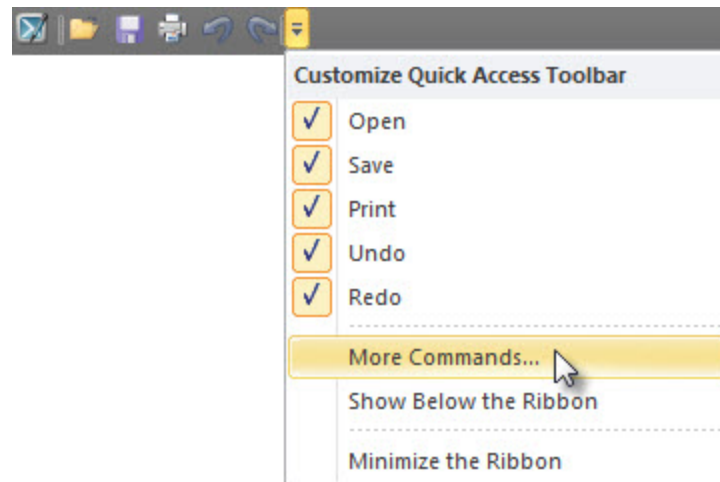 Customize Quick Access Toolbar
Open
Save
Print
Undo
Redo
More Commands...
Show Below the Ribbon
Minimize the Ribbon